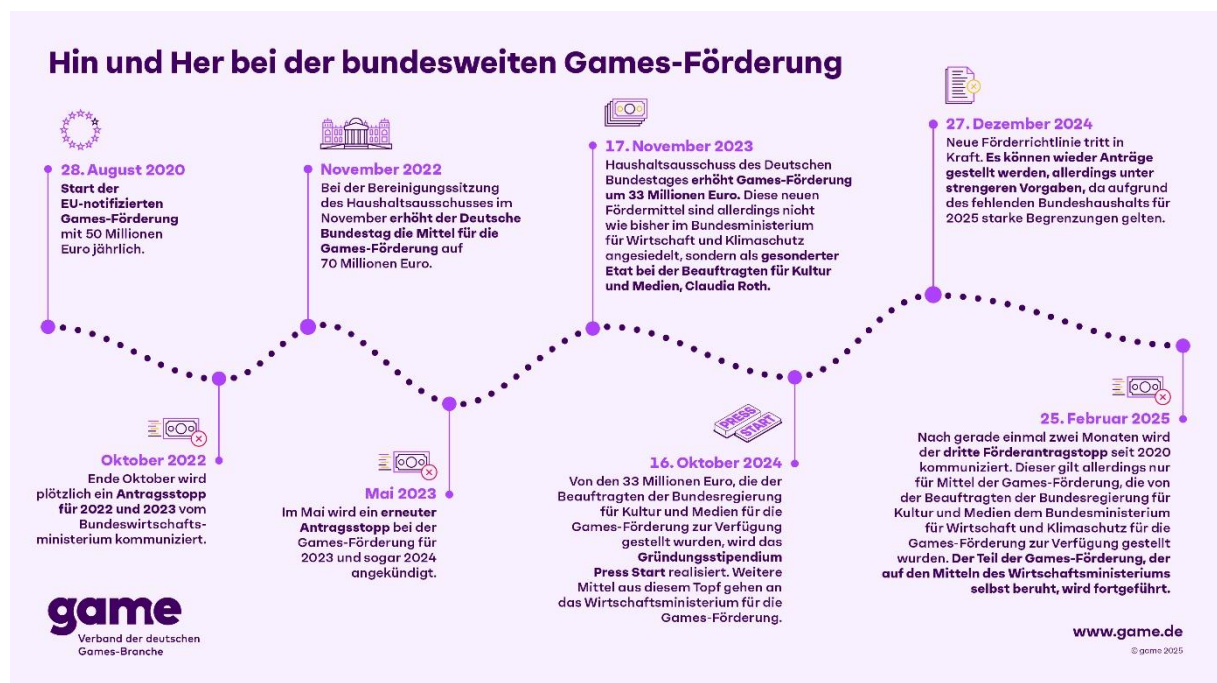 Hin und Her bei der bundesweiten Games-Förderung
28. August 2020
Start der
EU-notifizierten
Games-Förderung
mit 50 Millionen
Euro jährlich.
Oktober 2022
Ende Oktober wird
plötzlich ein Antragsstopp
für 2022 und 2023 vom
Bundeswirtschafts-
ministerium kommuniziert.
November 2022
Bei der Bereinigungssitzung
des Haushaltsausschusses im
November erhöht der Deutsche
Bundestag die Mittel für die
Games-Förderung auf
70 Millionen Euro.
Mai 2023
Im Mai wird ein erneuter
Antragsstopp bei der
Games-Förderung für
2023 und sogar 2024
angekündigt.
17. November 2023
Haushaltsausschuss des Deutschen
Bundestages erhöht Games-Förderung
um 33 Millionen Euro. Diese neuen
Fördermittel sind allerdings nicht
wie bisher im Bundesministerium
für Wirtschaft und Klimaschutz
angesiedelt, sondern als gesonderter
Etat bei der Beauftragten für Kultur
und Medien, Claudia Roth.
PRESS
START
16. Oktober 2024
Von den 33 Millionen Euro, die der
Beauftragten der Bundesregierung
für Kultur und Medien für die
Games-Förderung zur Verfügung
gestellt wurden, wird das
Gründungsstipendium
Press Start realisiert. Weitere
Mittel aus diesem Topf gehen an
das Wirtschaftsministerium für die
Games-Förderung.
27. Dezember 2024
Neue Förderrichtlinie tritt in
Kraft. Es können wieder Anträge
gestellt werden, allerdings unter
strengeren Vorgaben, da aufgrund
des fehlenden Bundeshaushalts für
2025 starke Begrenzungen gelten.
25. Februar 2025
Nach gerade einmal zwei Monaten wird
der dritte Förderantragstopp seit 2020
kommuniziert. Dieser gilt allerdings nur
für Mittel der Games-Förderung, die von
der Beauftragten der Bundesregierung für
Kultur und Medien dem Bundesministerium
für Wirtschaft und Klimaschutz für die
Games-Förderung zur Verfügung gestellt
wurden. Der Teil der Games-Förderung, der
auf den Mitteln des Wirtschaftsministeriums
selbst beruht, wird fortgeführt.
game
Verband der deutschen
Games-Branche
www.game.de
© game 2025